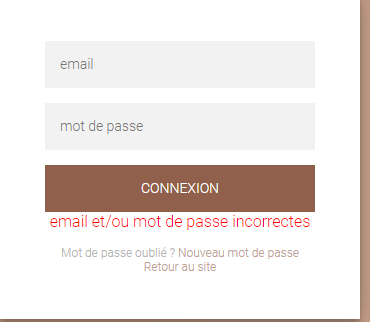 email
mot de passe
CONNEXION
email et/ou mot de passe incorrectes
Mot de passe oublié ? Nouveau mot de passe
Retour au site